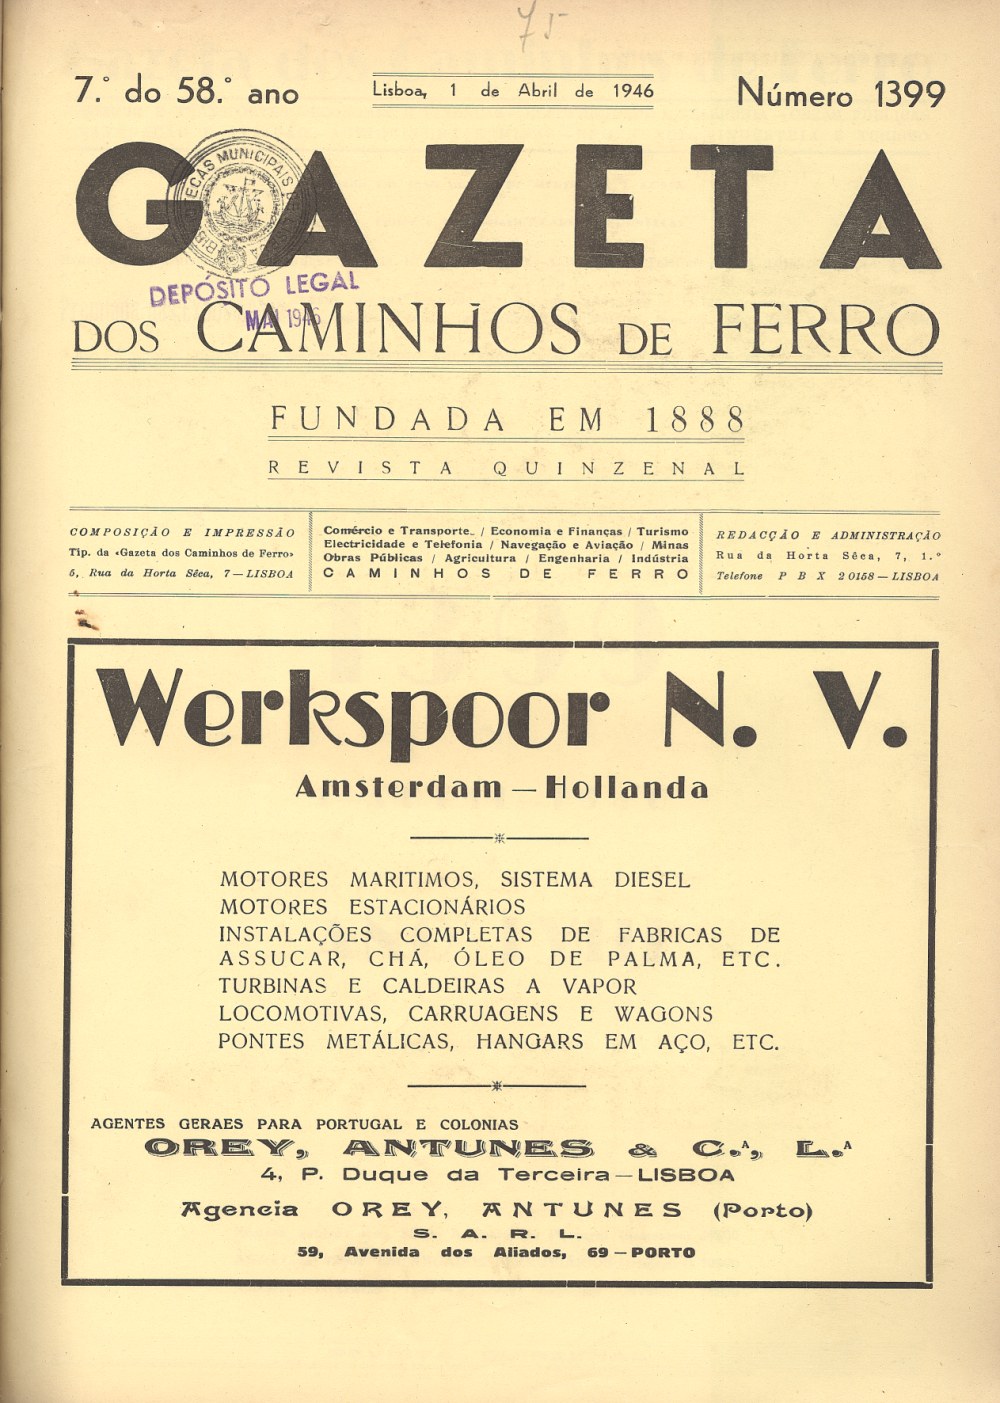 75
7.º do 58.º ano
Lisboa, 1 de Abril de 1946
Número 1399
GAZETA
DOS CAMINHOS DE FERRO
BIBLIOTECAS MUNICIPAIS
DEPÓSITO LEGAL
MAI 1946
FUNDADA EM 1888
REVISTA QUINZENAL
COMPOSIÇÃO E IMPRESSÃO
Tip. da «Gazeta dos Caminhos de Ferro»
5, Rua da Horta Sêca, 7 — LISBOA
Comércio e Transporte / Economia e Finanças / Turismo
Electricidade e Telefonia / Navegação e Aviação / Minas
Obras Públicas / Agricultura / Engenharia / Indústria
CAMINHOS DE FERRO
REDACÇÃO E ADMINISTRAÇÃO
Rua da Horta Sêca, 7, 1.º
Telefone P B X 20158 — LISBOA
Werkspoor N. V.
Amsterdam — Hollanda
MOTORES MARITIMOS, SISTEMA DIESEL
MOTORES ESTACIONÁRIOS
INSTALAÇÕES COMPLETAS DE FABRICAS DE
ASSUCAR, CHÁ, ÓLEO DE PALMA, ETC.
TURBINAS E CALDEIRAS A VAPOR
LOCOMOTIVAS, CARRUAGENS E WAGONS
PONTES METÁLICAS, HANGARS EM AÇO, ETC.
AGENTES GERAES PARA PORTUGAL E COLONIAS
OREY, ANTUNES & C.ᴬ, L.ᴬ
4, P. Duque da Terceira — LISBOA
Agencia OREY, ANTUNES (Porto)
S. A. R. L.
59, Avenida dos Aliados, 69 — PORTO